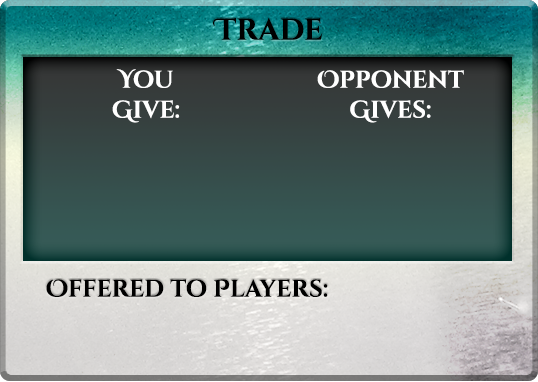 Trade
You
Give:
Opponent
Gives:
Offered to players: